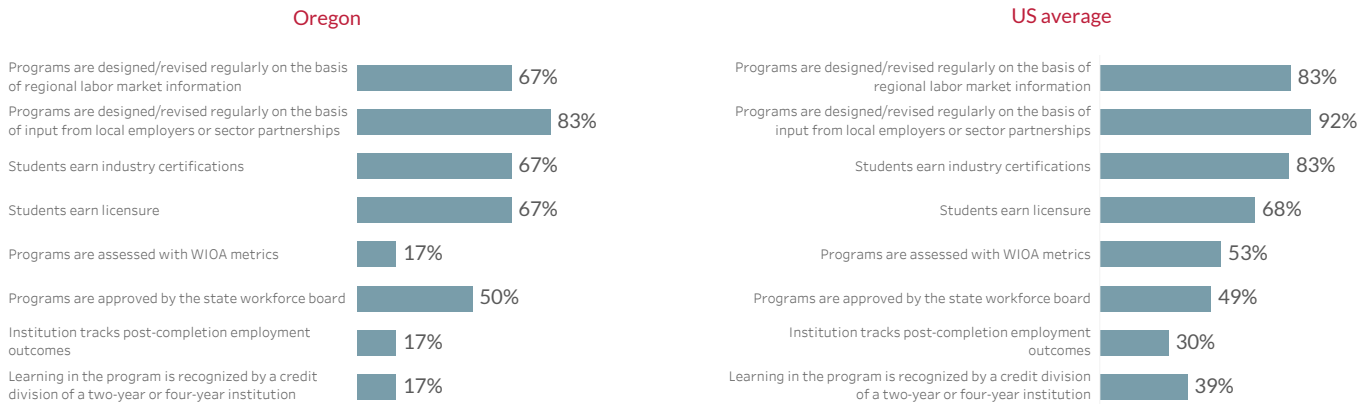 Oregon
Programs are designed/revised regularly on the basis
of regional labor market information
67%
Programs are designed/revised regularly on the basis
of input from local employers or sector partnerships
83%
Students earn industry certifications
67%
Students earn licensure
67%
Programs are assessed with WIOA metrics
17%
Programs are approved by the state workforce board
50%
Institution tracks post-completion employment
outcomes
17%
Learning in the program is recognized by a credit
division of a two-year or four-year institution
17%
US average
Programs are designed/revised regularly on the basis of
regional labor market information
83%
Programs are designed/revised regularly on the basis of
input from local employers or sector partnerships
92%
Students earn industry certifications
83%
Students earn licensure
68%
Programs are assessed with WIOA metrics
53%
Programs are approved by the state workforce board
49%
Institution tracks post-completion employment
outcomes
30%
Learning in the program is recognized by a credit division
of a two-year or four-year institution
39%